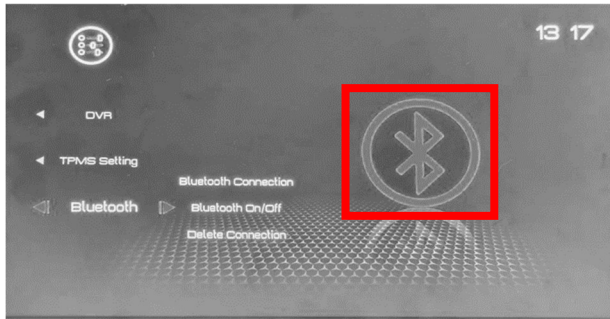 13 17
DVR
TPMS Setting
Bluetooth Connection
Bluetooth
Bluetooth On/Off
Delete Connection